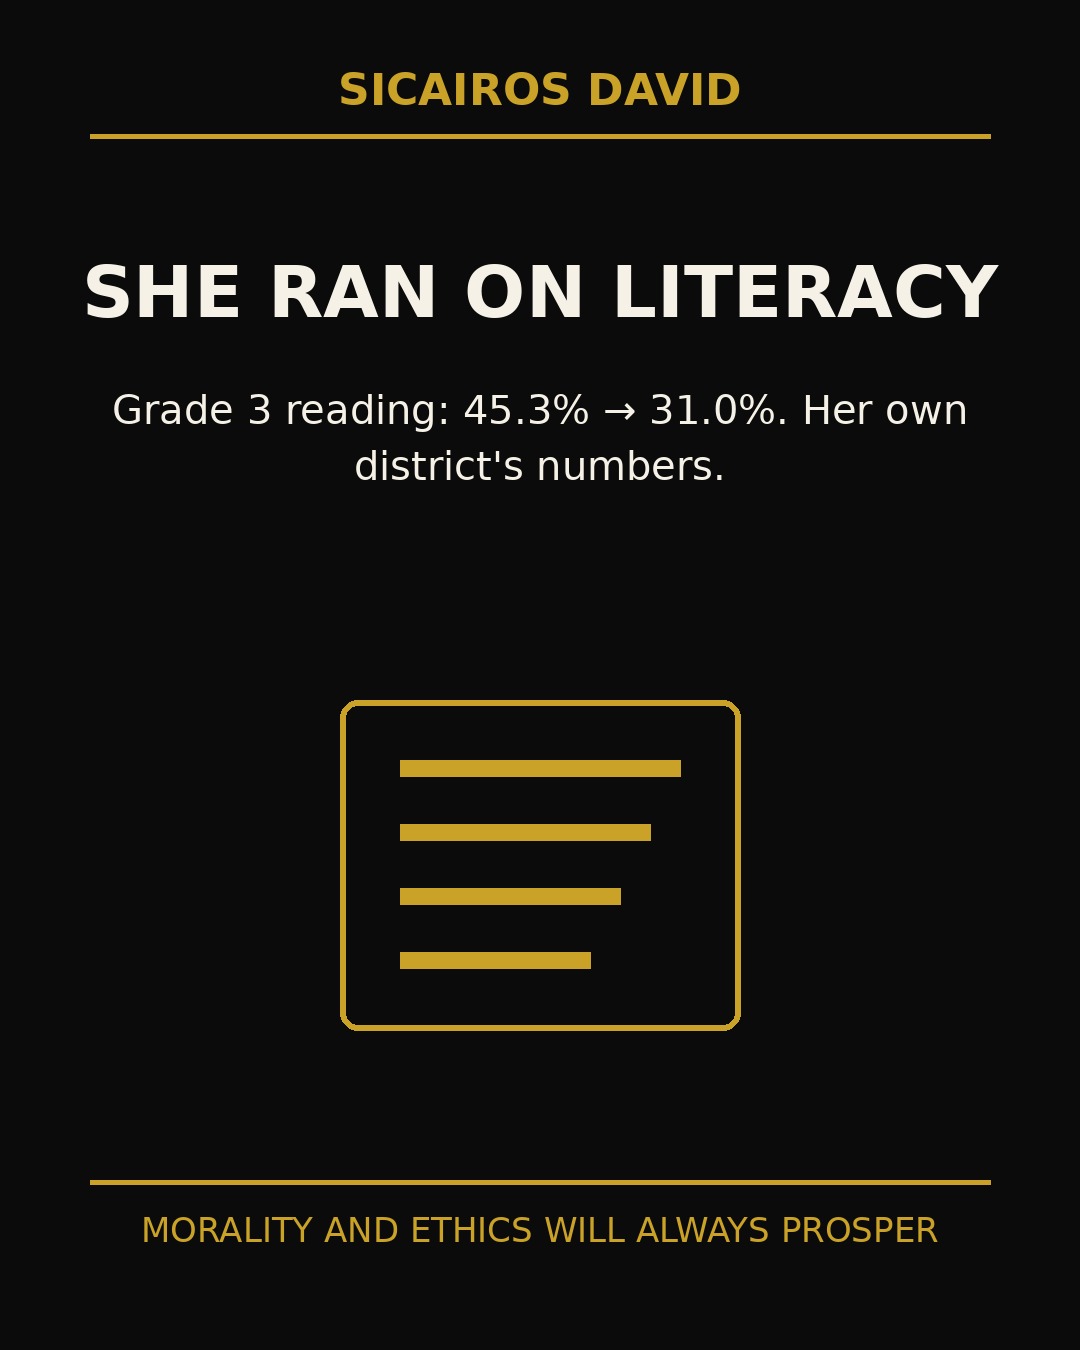 SICAIROS DAVID
SHE RAN ON LITERACY
Grade 3 reading: 45.3% → 31.0%. Her own
district's numbers.
MORALITY AND ETHICS WILL ALWAYS PROSPER